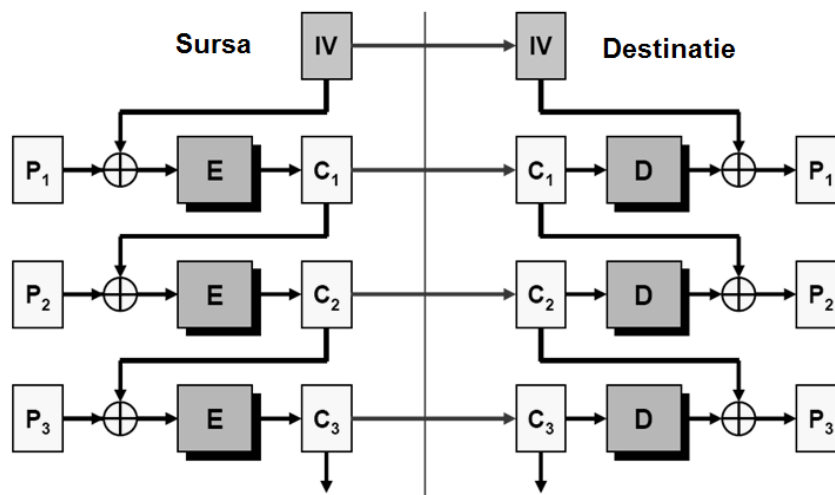 Sursa IV IV Destinatie
P₁ E C₁ C₁ D P₁
P₂ E C₂ C₂ D P₂
P₃ E C₃ C₃ D P₃